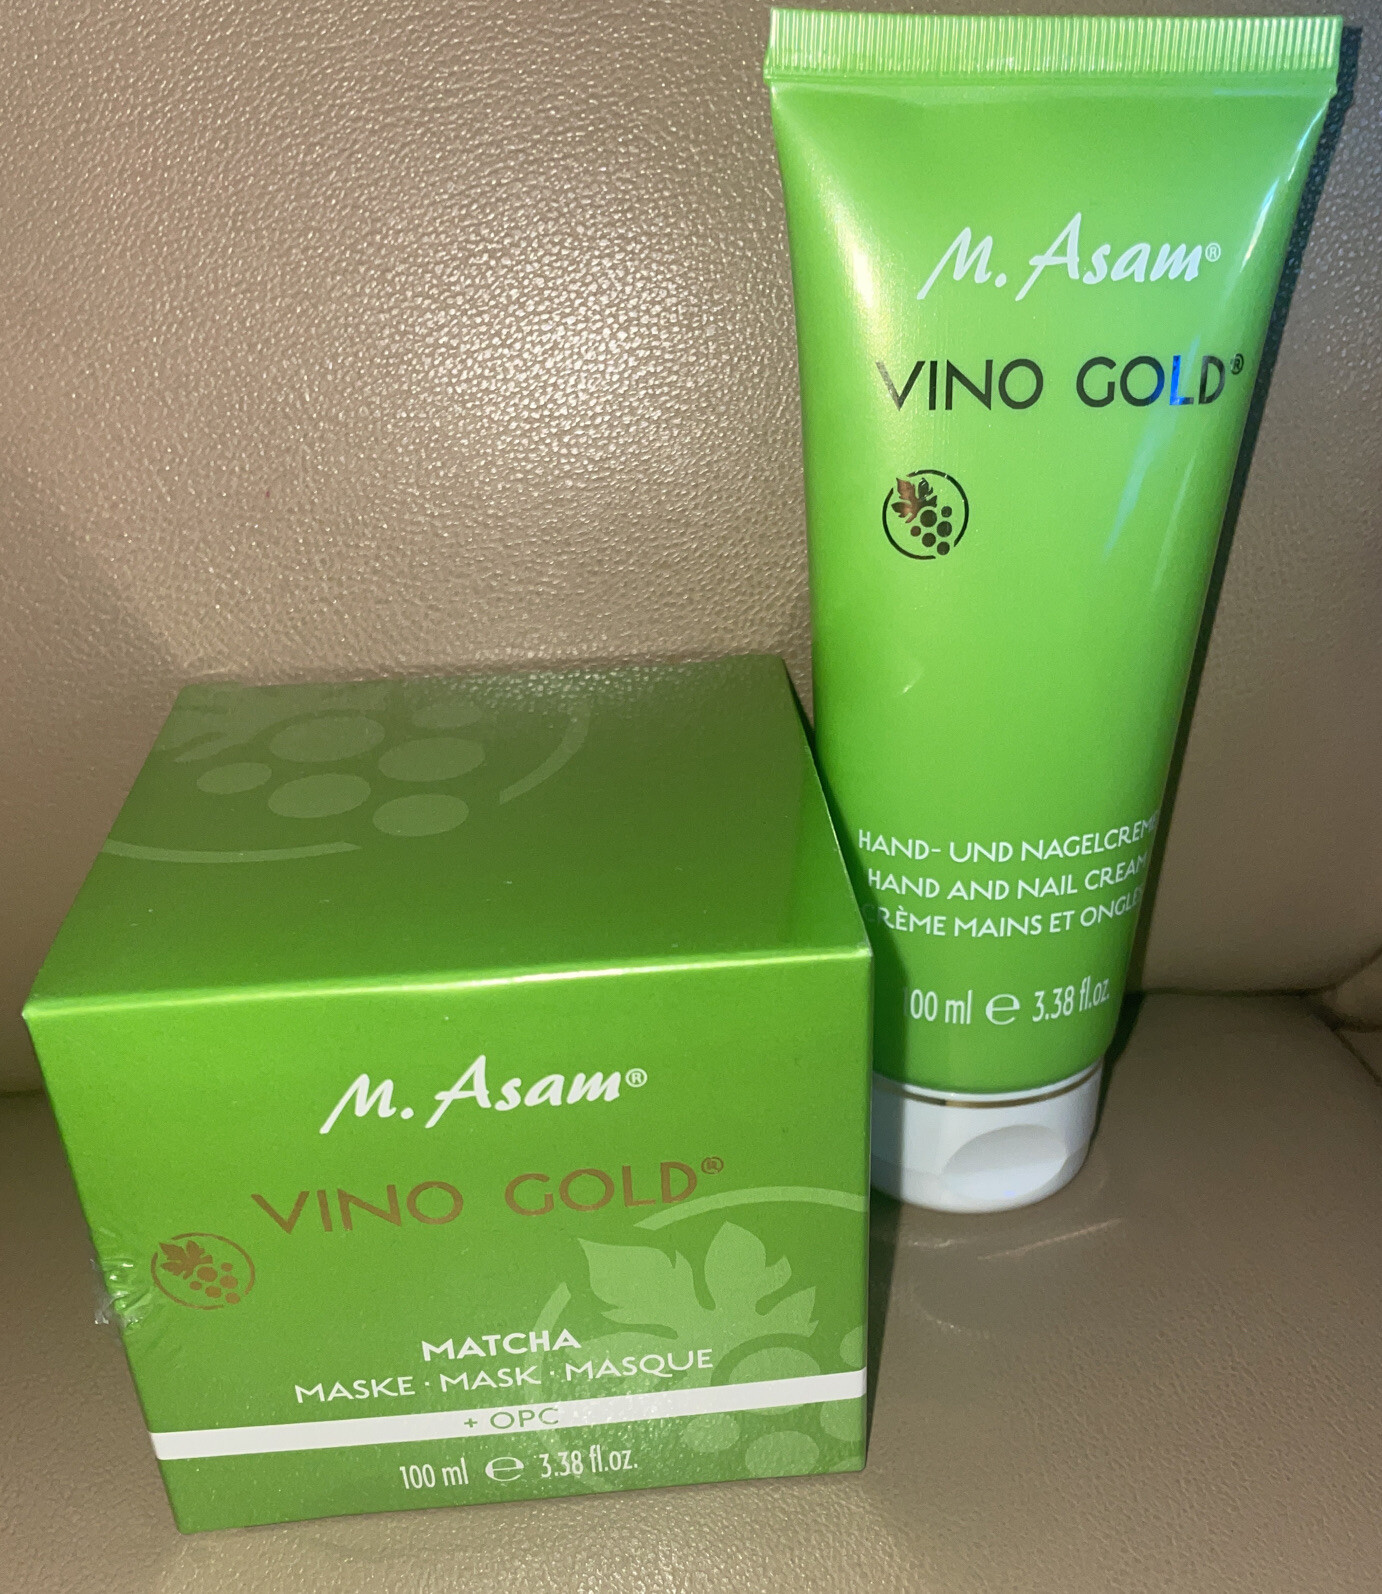 M. Asam®
VINO GOLD®
HAND- UND NAGELCREME
HAND AND NAIL CREAM
CRÈME MAINS ET ONGLES
100 ml ℮ 3.38 fl.oz.
M. Asam®
VINO GOLD®
MATCHA
MASKE · MASK · MASQUE
+ OPC
100 ml ℮ 3.38 fl.oz.